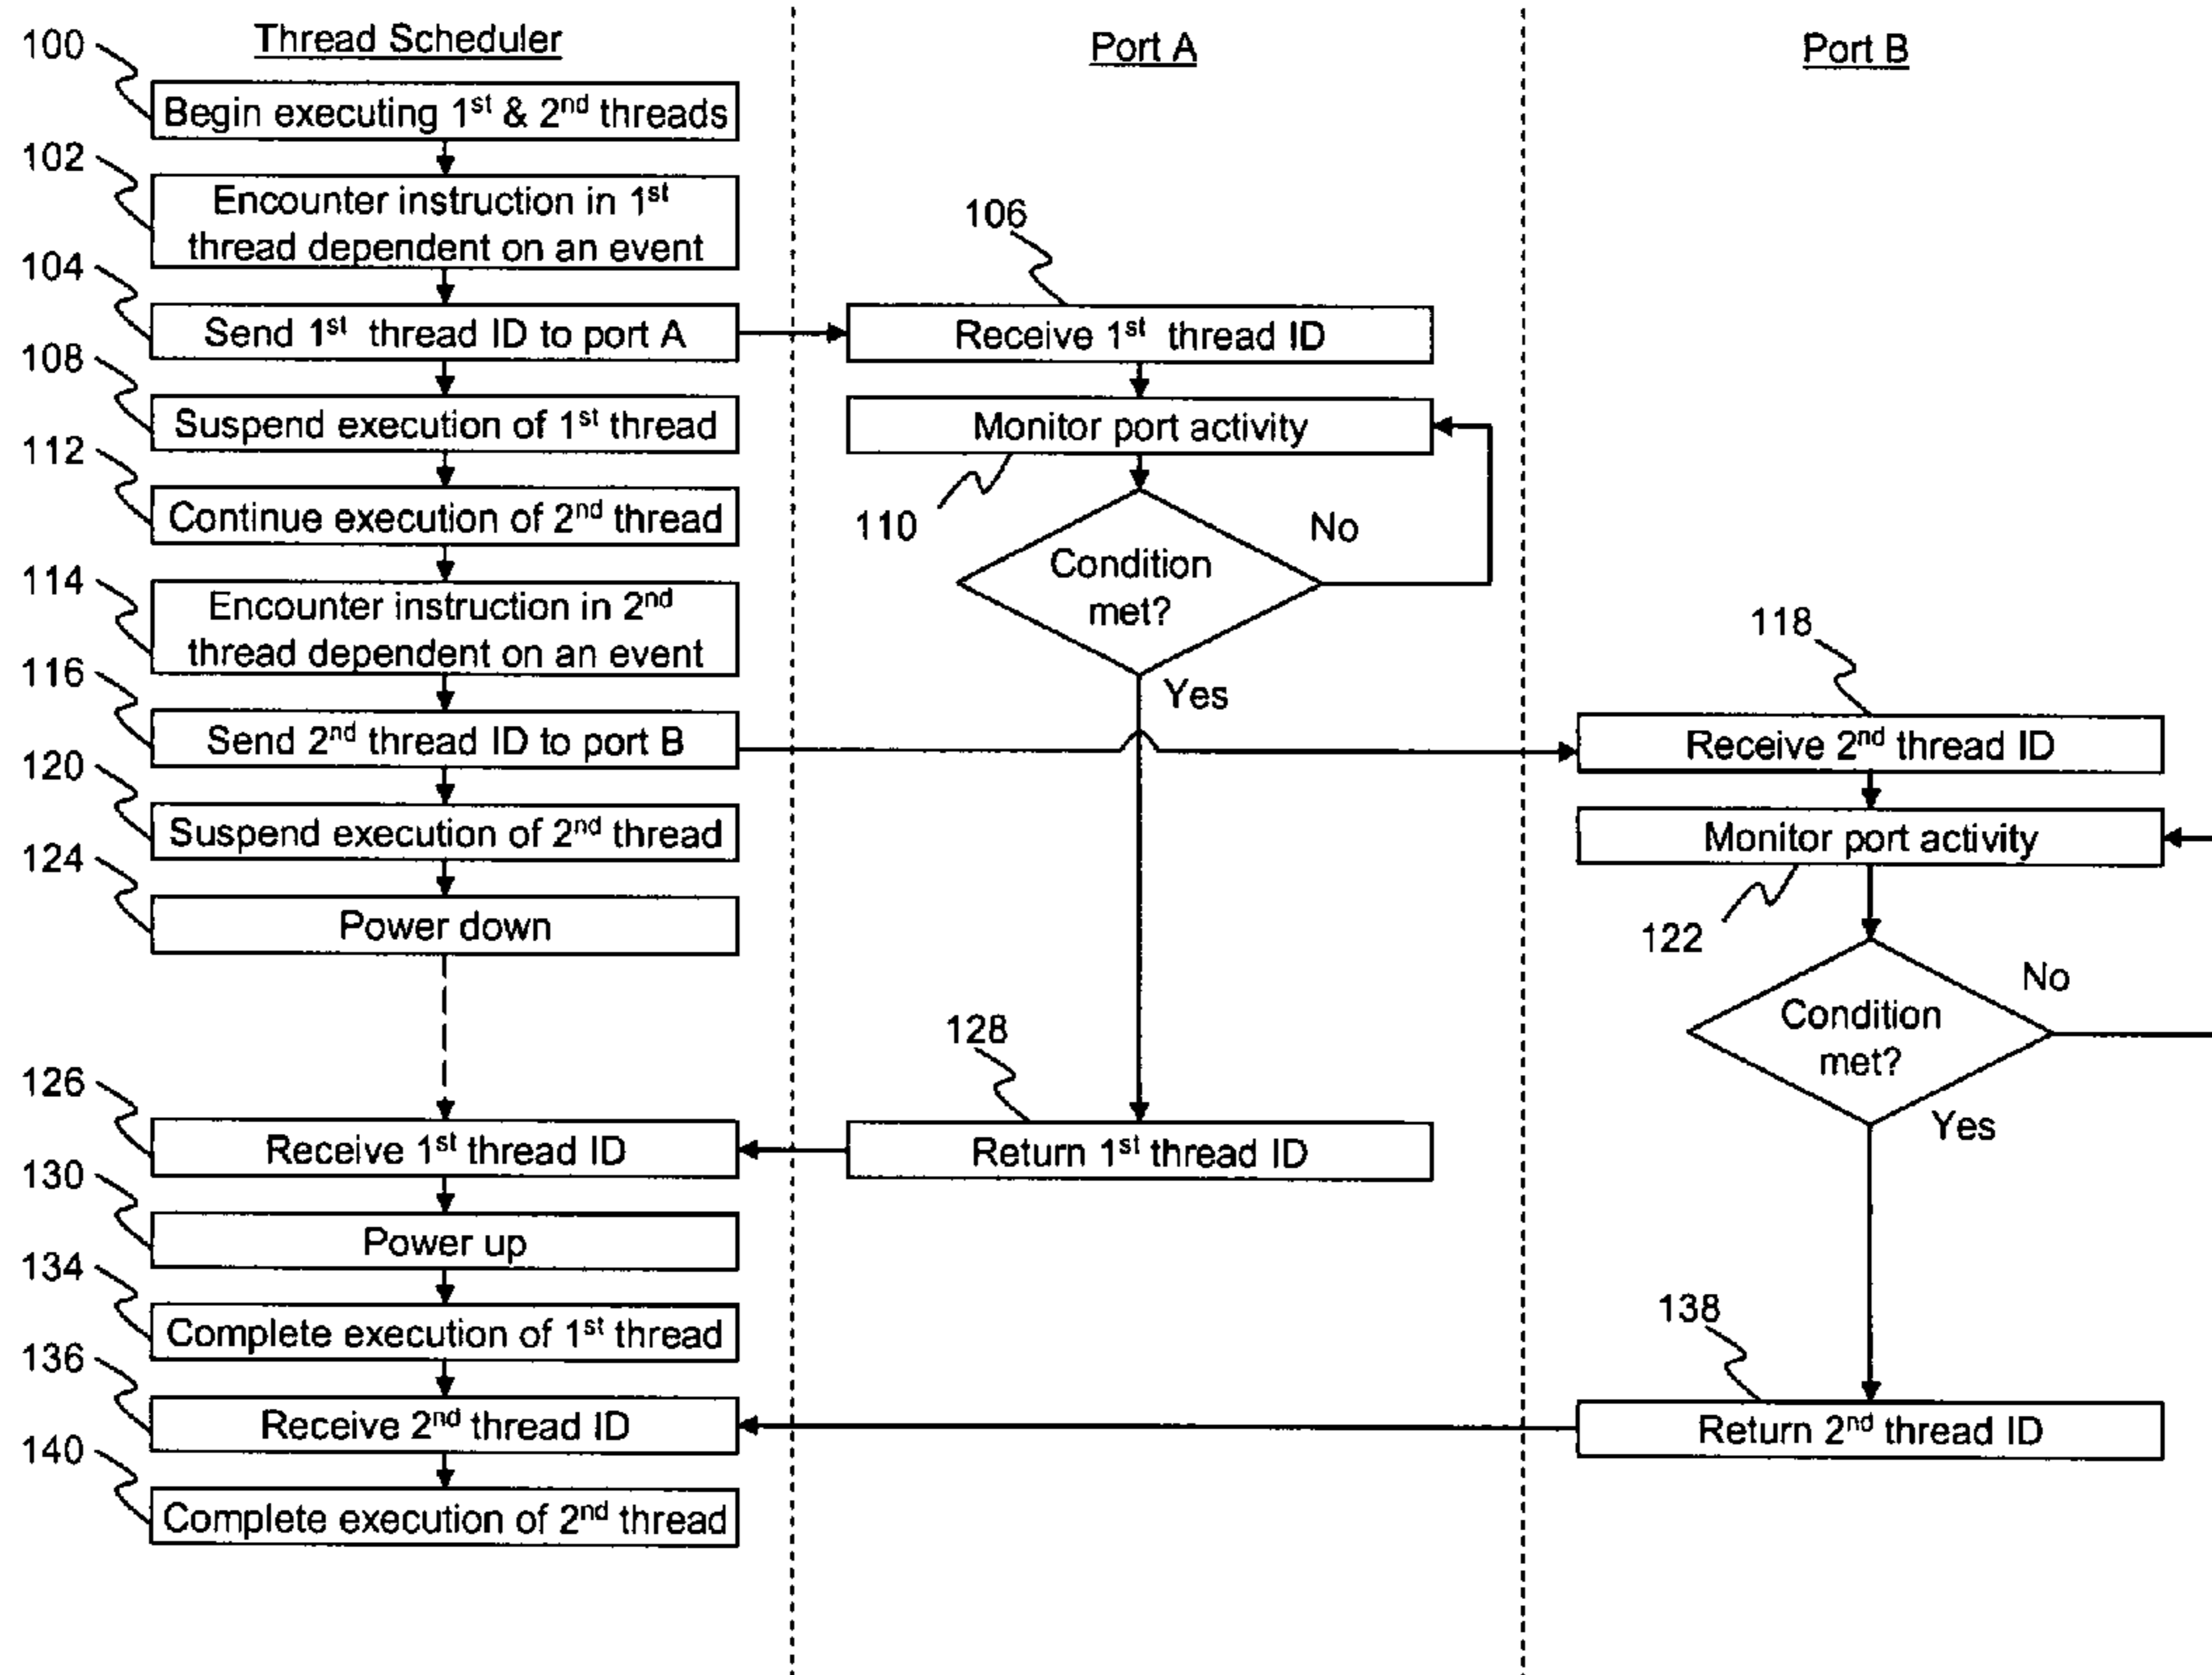 Thread Scheduler
100
Begin executing 1st & 2nd threads
102
Encounter instruction in 1st
thread dependent on an event
104
Send 1st thread ID to port A
108
Suspend execution of 1st thread
112
Continue execution of 2nd thread
114
Encounter instruction in 2nd
thread dependent on an event
116
Send 2nd thread ID to port B
120
Suspend execution of 2nd thread
124
Power down
126
Receive 1st thread ID
130
Power up
134
Complete execution of 1st thread
136
Receive 2nd thread ID
140
Complete execution of 2nd thread
Port A
106
Receive 1st thread ID
Monitor port activity
110
Condition
met?
No
Yes
128
Return 1st thread ID
Port B
118
Receive 2nd thread ID
Monitor port activity
122
Condition
met?
No
Yes
138
Return 2nd thread ID